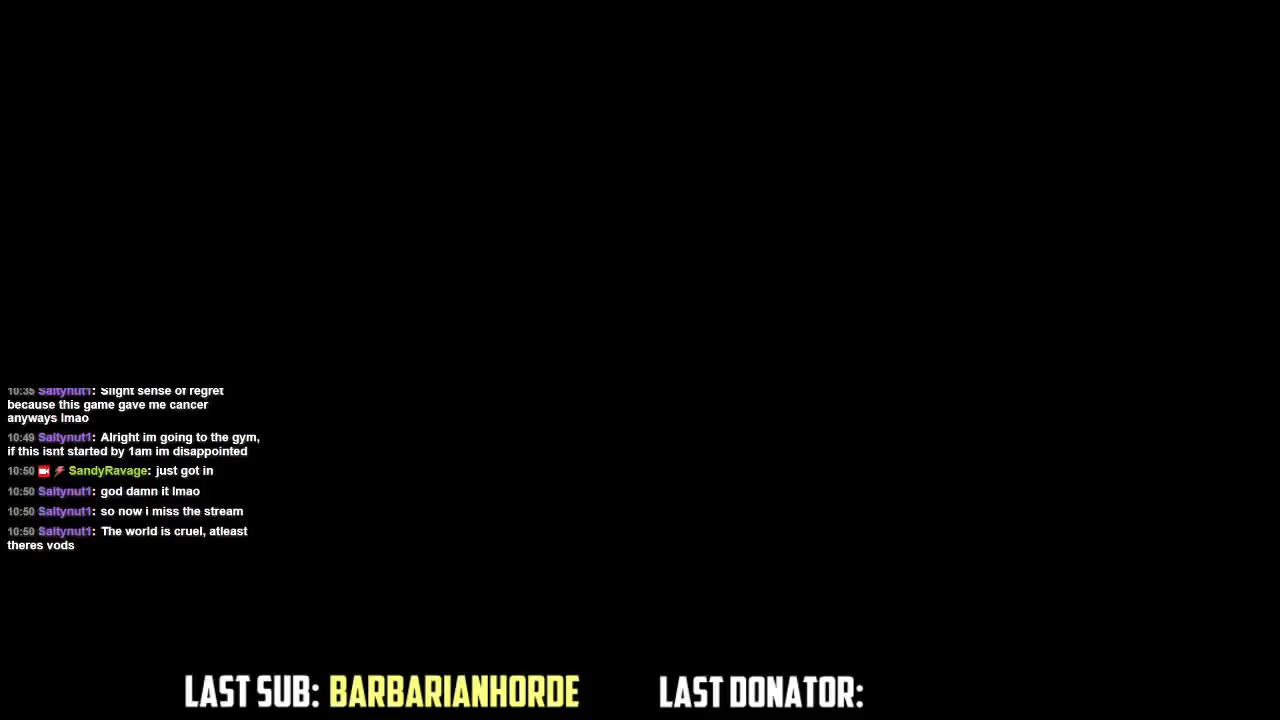 10:35 Saltynut1: Slight sense of regret
because this game gave me cancer
anyways lmao
10:49 Saltynut1: Alright im going to the gym,
if this isnt started by 1am im disappointed
10:50 SandyRavage: just got in
10:50 Saltynut1: god damn it lmao
10:50 Saltynut1: so now i miss the stream
10:50 Saltynut1: The world is cruel, atleast
theres vods
LAST SUB: BARBARIANHORDE
LAST DONATOR: